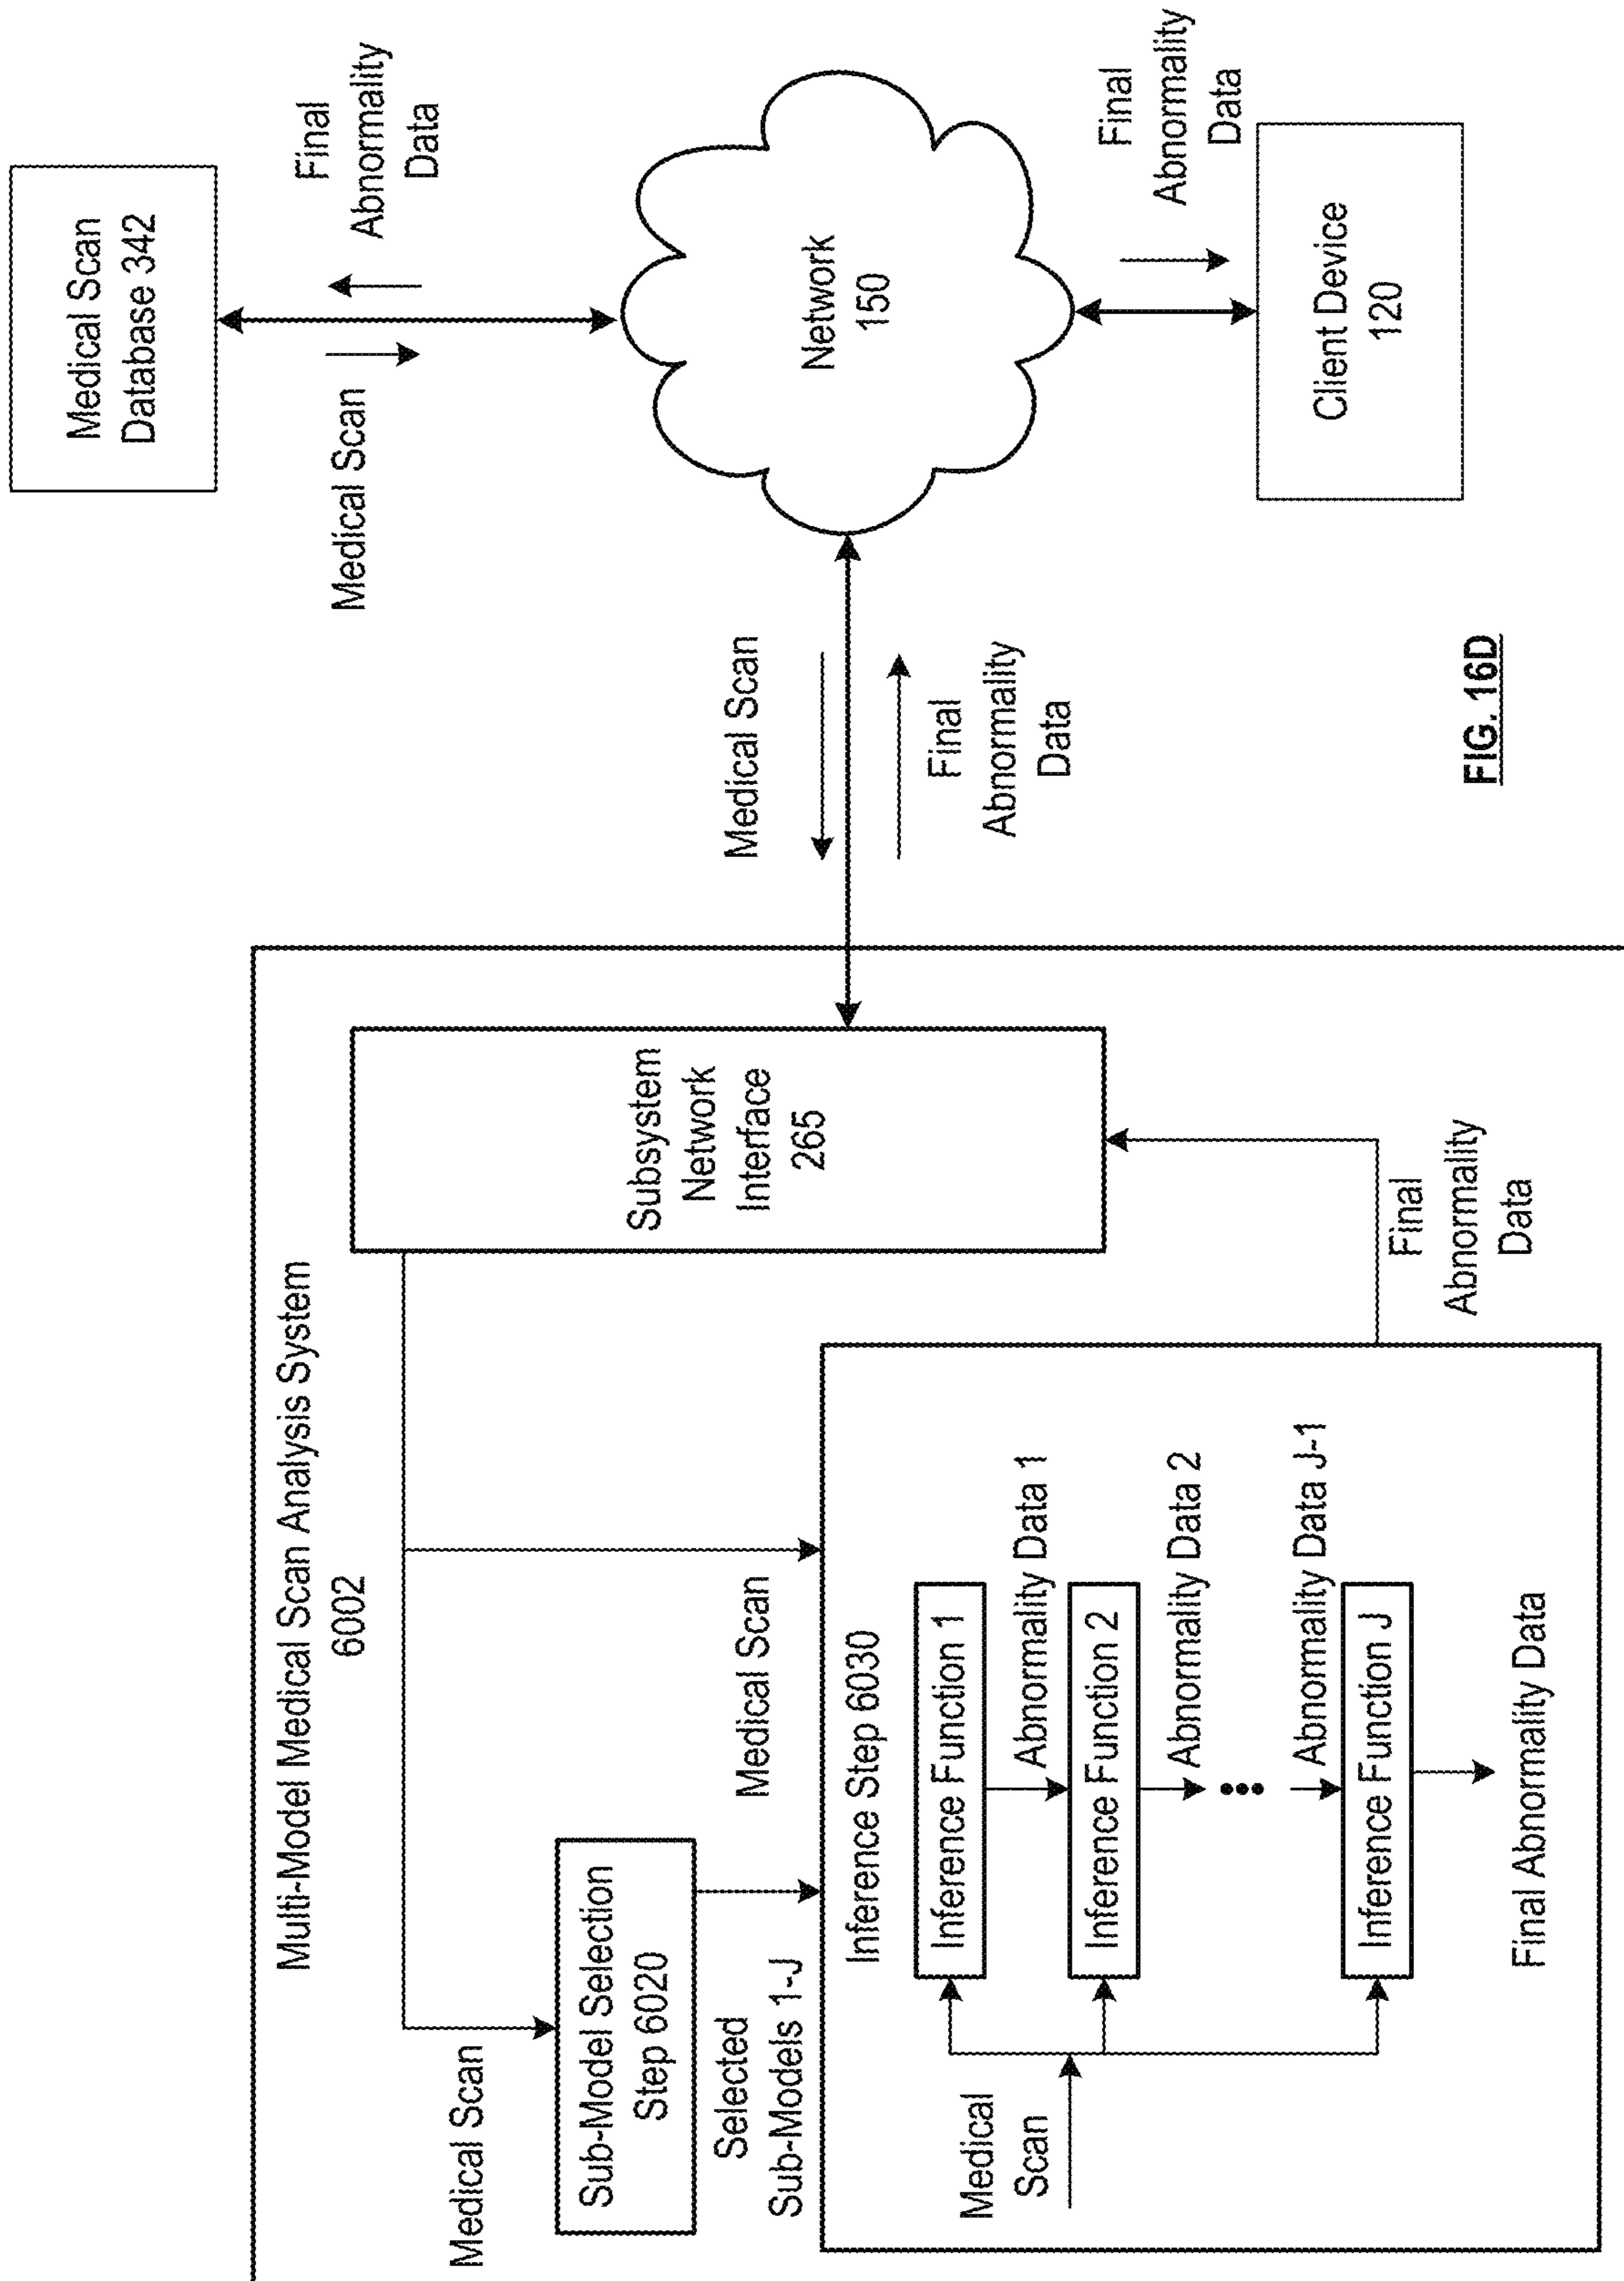 Multi-Model Medical Scan Analysis System
6002
Medical Scan
Sub-Model Selection
Step 6020
Selected
Sub-Models 1-J
Medical Scan
Subsystem
Network
Interface
265
Inference Step 6030
Medical
Scan
Inference Function 1
Abnormality Data 1
Inference Function 2
Abnormality Data 2
Abnormality Data J-1
Inference Function J
Final Abnormality Data
Final
Abnormality
Data
Medical Scan
Final
Abnormality
Data
Medical Scan
Database 342
Medical Scan
Final
Abnormality
Data
Network
150
Final
Abnormality
Data
Client Device
120
FIG. 16D